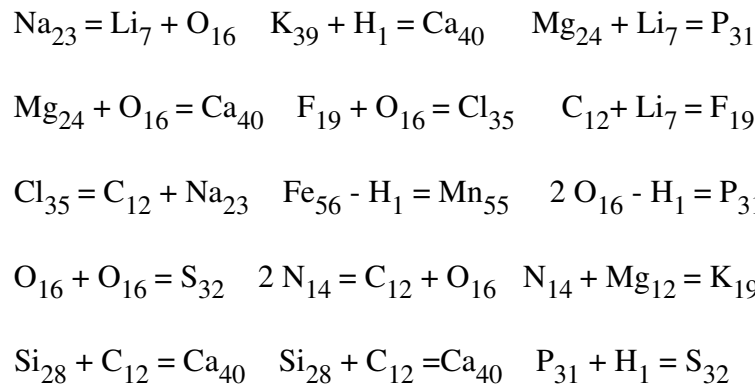 Na₂₃ = Li₇ + O₁₆ K₃₉ + H₁ = Ca₄₀ Mg₂₄ + Li₇ = P₃₁
Mg₂₄ + O₁₆ = Ca₄₀ F₁₉ + O₁₆ = Cl₃₅ C₁₂+ Li₇ = F₁₉
Cl₃₅ = C₁₂ + Na₂₃ Fe₅₆ - H₁ = Mn₅₅ 2 O₁₆ - H₁ = P₃₁
O₁₆ + O₁₆ = S₃₂ 2 N₁₄ = C₁₂ + O₁₆ N₁₄ + Mg₁₂ = K₁₉
Si₂₈ + C₁₂ = Ca₄₀ Si₂₈ + C₁₂ =Ca₄₀ P₃₁ + H₁ = S₃₂